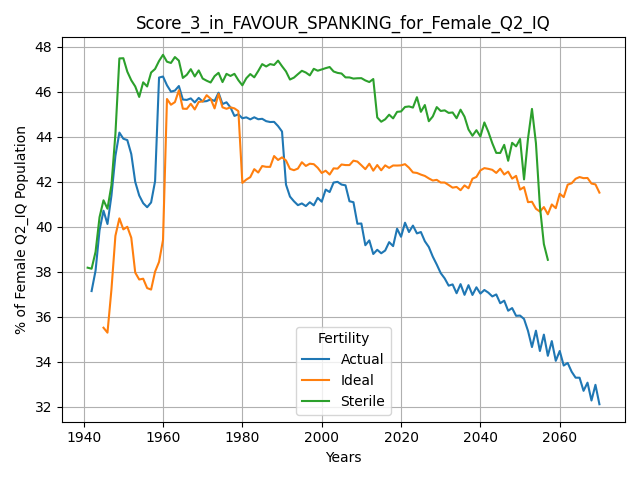 Score_3_in_FAVOUR_SPANKING_for_Female_Q2_IQ
% of Female Q2_IQ Population
48
46
44
42
40
38
36
34
32
Fertility
Actual
Ideal
Sterile
1940 1960 1980 2000 2020 2040 2060
Years